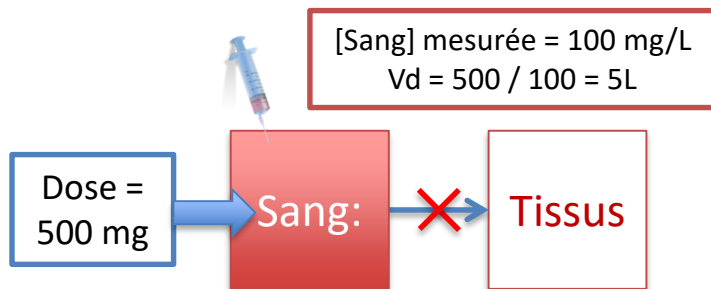 [Sang] mesurée = 100 mg/L
Vd = 500 / 100 = 5L
Dose =
500 mg
Sang:
Tissus